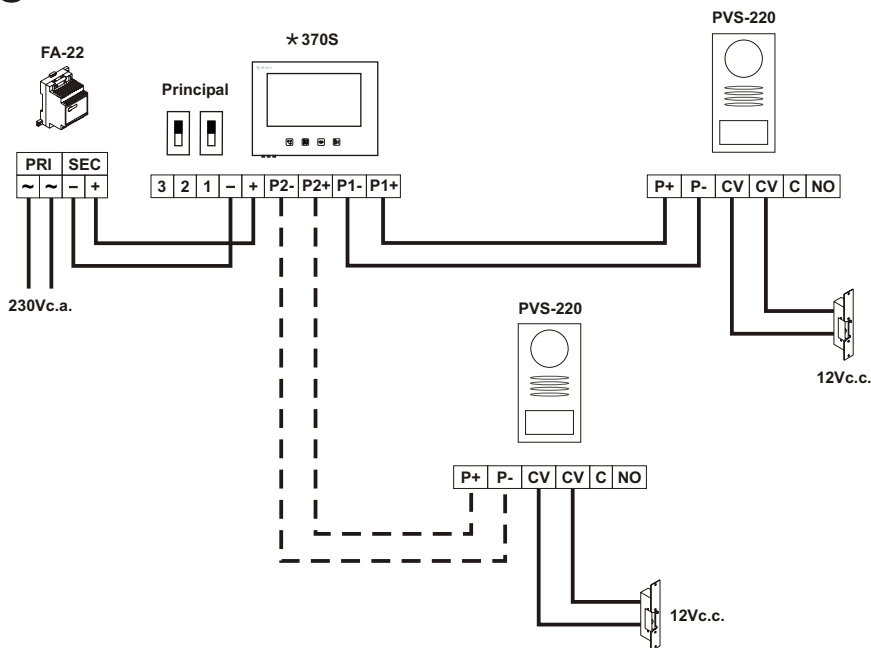 PVS-220
★370S
FA-22
Principal
PRI SEC
~ ~ – +
3 2 1 – + P2- P2+ P1- P1+
P+ P- CV CV C NO
230Vc.a.
PVS-220
12Vc.c.
P+ P- CV CV C NO
12Vc.c.